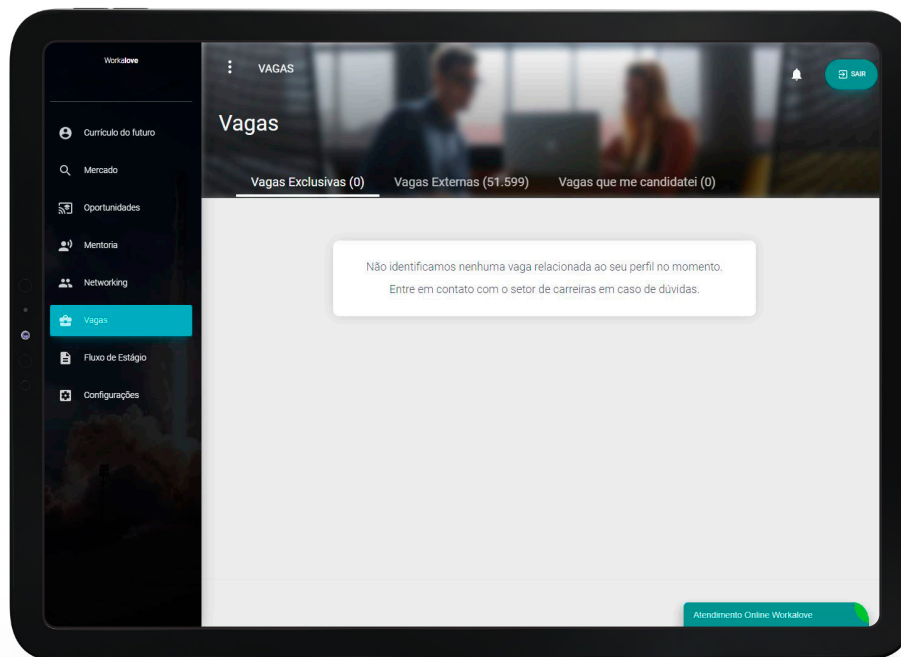 Workalove
VAGAS
SAIR
Vagas
Vagas Exclusivas (0) Vagas Externas (51.599) Vagas que me candidatei (0)
Currículo do futuro
Mercado
Oportunidades
Mentoria
Networking
Vagas
Fluxo de Estágio
Configurações
Não identificamos nenhuma vaga relacionada ao seu perfil no momento.
Entre em contato com o setor de carreiras em caso de dúvidas.
Atendimento Online Workalove